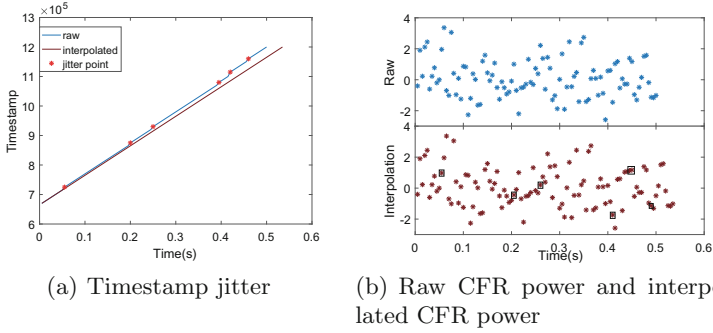 ×10⁵
13
12
11
10
9
8
7
6
Timestamp
raw
interpolated
jitter point
0 0.1 0.2 0.3 0.4 0.5 0.6
Time(s)
(a) Timestamp jitter
4
2
0
-2
Raw
4
2
0
-2
Interpolation
0 0.1 0.2 0.3 0.4 0.5 0.6
Time(s)
(b) Raw CFR power and interpo
lated CFR power